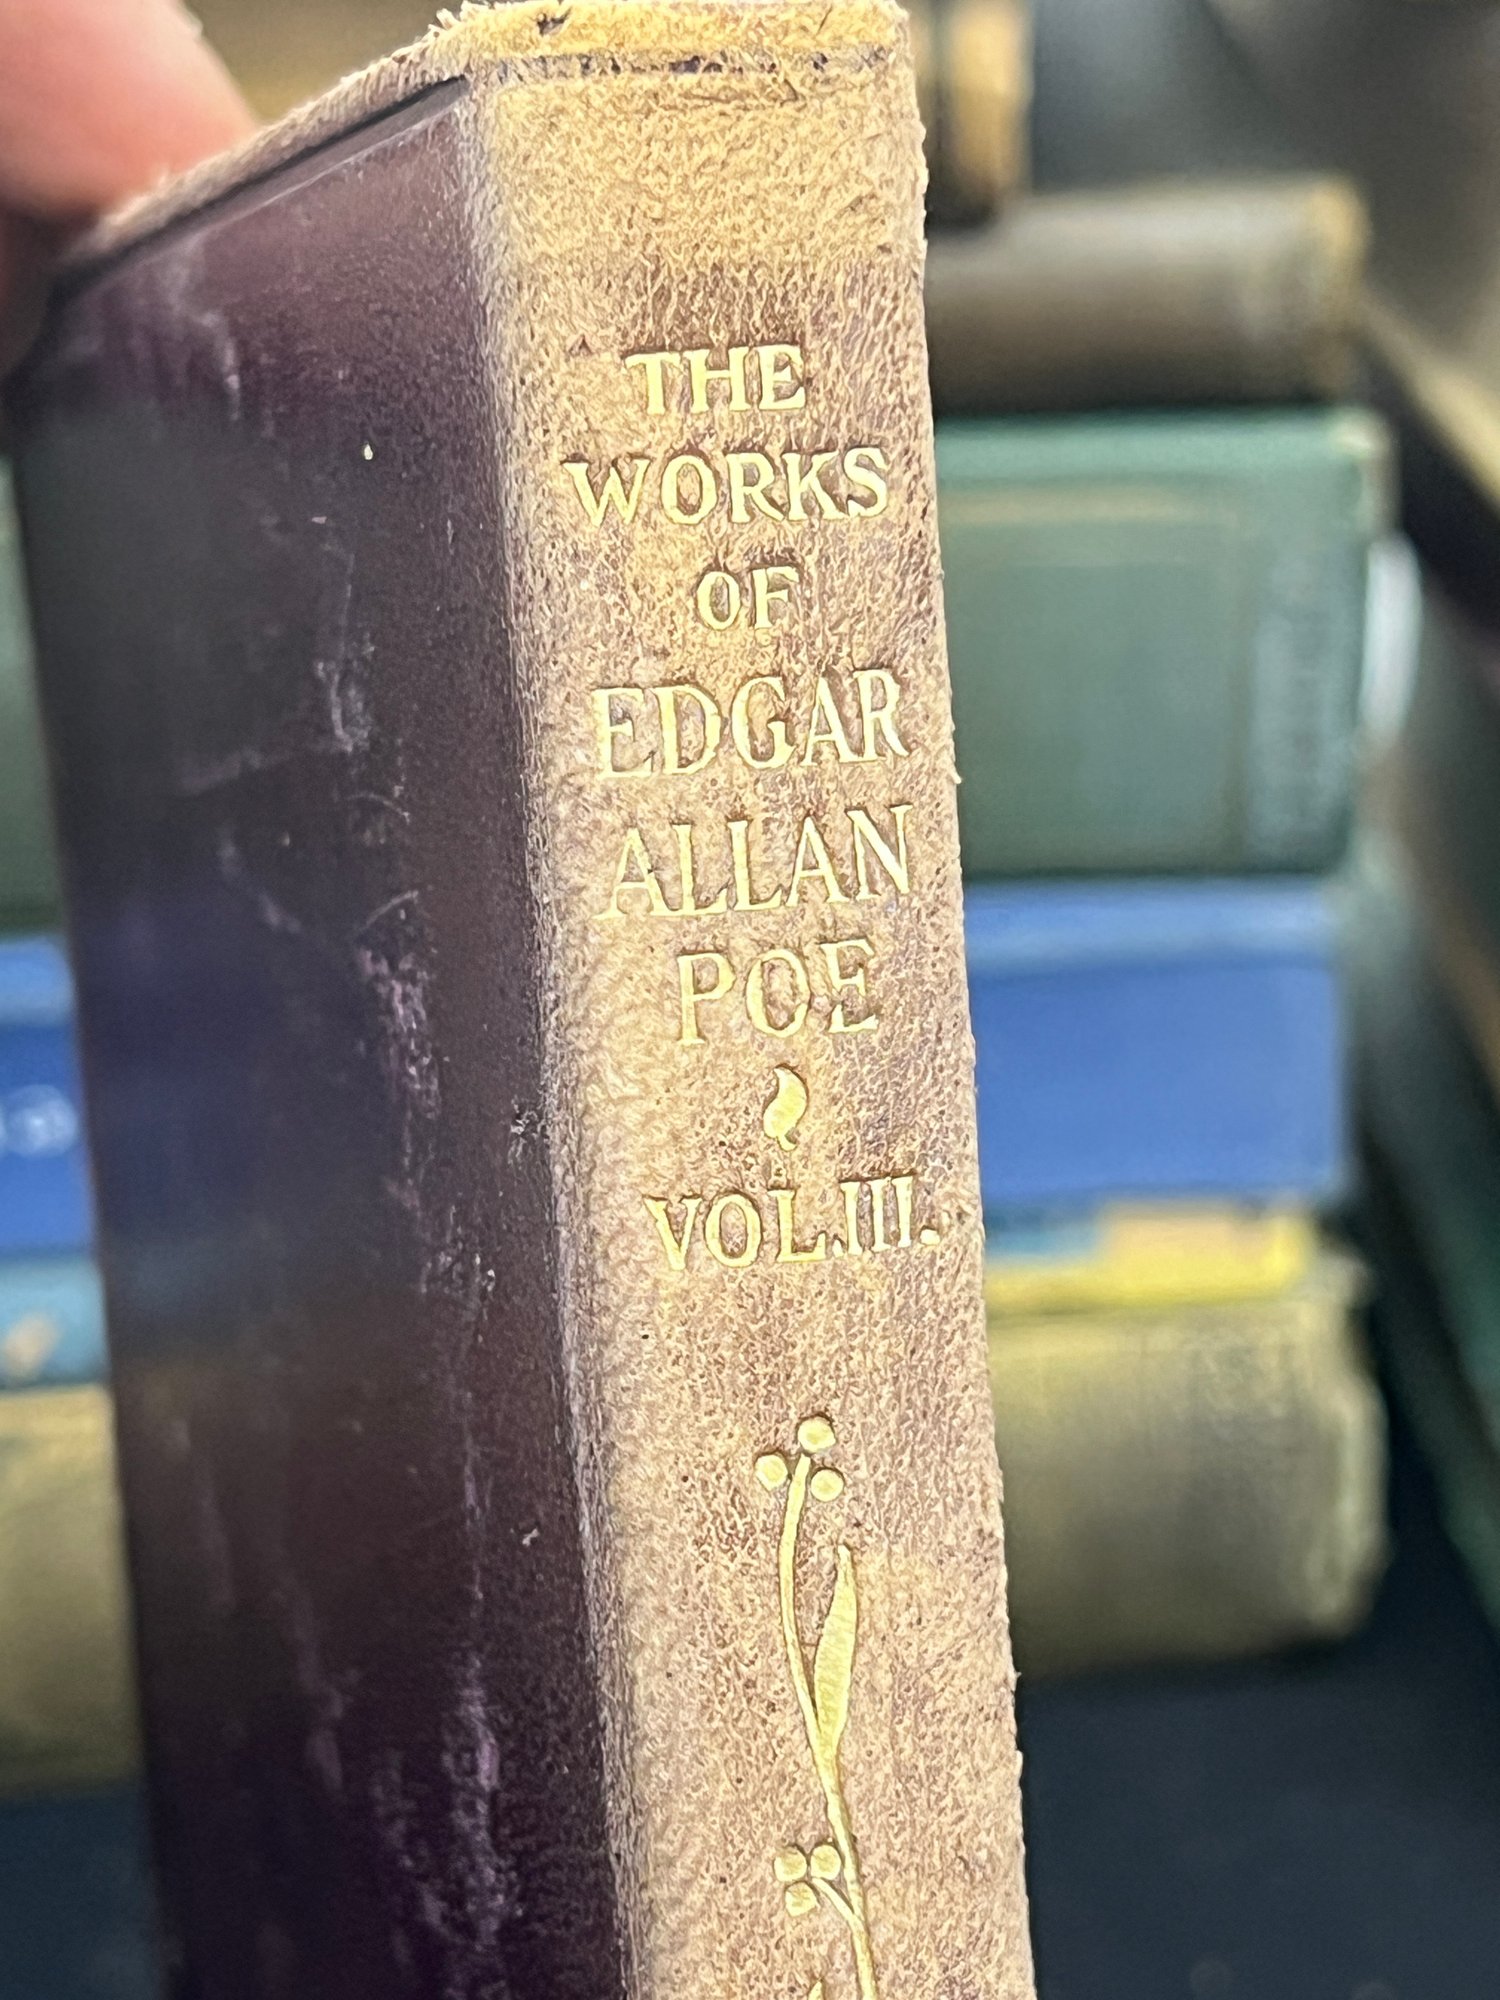 THE
WORKS
OF
EDGAR
ALLAN
POE
VOL.III.